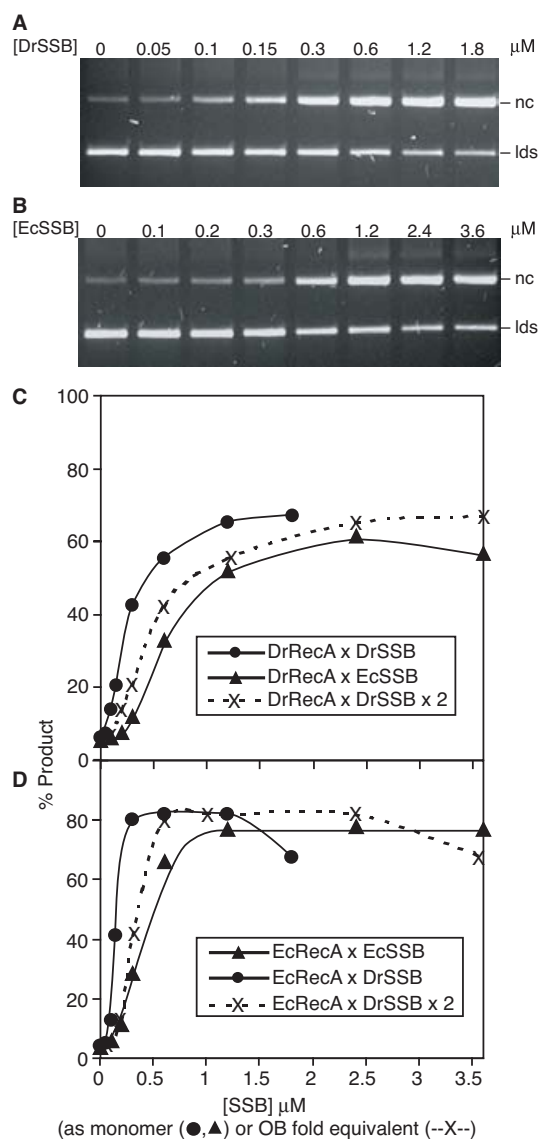 A
[DrSSB] 0 0.05 0.1 0.15 0.3 0.6 1.2 1.8 μM
nc
lds
B
[EcSSB] 0 0.1 0.2 0.3 0.6 1.2 2.4 3.6 μM
nc
lds
C
100
80
60
40
20
0
DrRecA x DrSSB
DrRecA x EcSSB
DrRecA x DrSSB x 2
% Product
D
80
60
40
20
0
EcRecA x EcSSB
EcRecA x DrSSB
EcRecA x DrSSB x 2
0 0.5 1 1.5 2 2.5 3 3.5
[SSB] μM
(as monomer (●,▲) or OB fold equivalent (--X--)